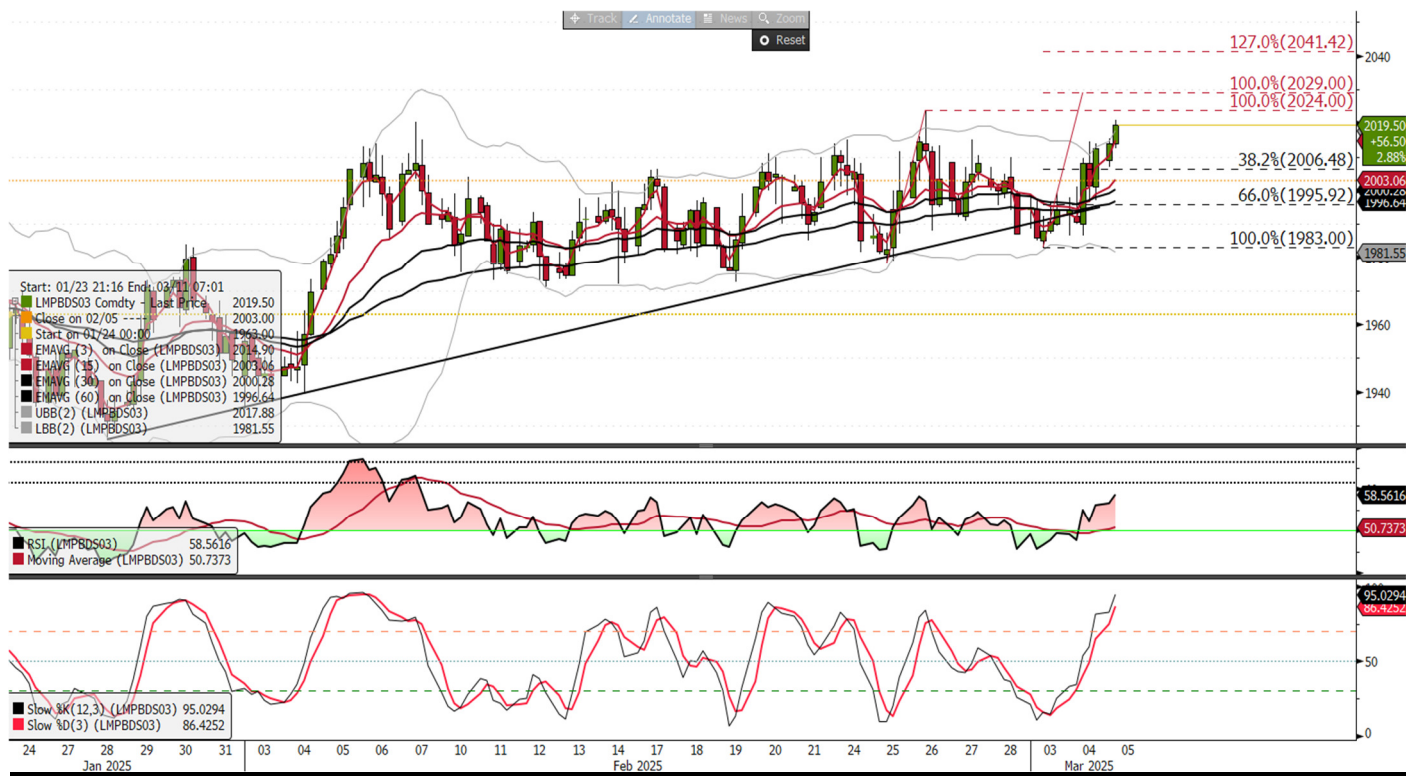 Track Annotate News Zoom
Reset
127.0%(2041.42)
2040
100.0%(2029.00)
100.0%(2024.00)
2019.50
+56.50
2.88%
38.2%(2006.48)
2003.06
2000.28
66.0%(1995.92)
1996.64
100.0%(1983.00)
1981.55
1960
1940
Start: 01/23 21:16 End: 03/11 07:01
LMPBDS03 Comdty - Last Price 2019.50
Close on 02/05 ---- 2003.00
Start on 01/24 00:00 1963.00
EMAVG (3) on Close (LMPBDS03) 2014.90
EMAVG (15) on Close (LMPBDS03) 2003.06
EMAVG (30) on Close (LMPBDS03) 2000.28
EMAVG (60) on Close (LMPBDS03) 1996.64
UBB(2) (LMPBDS03) 2017.88
LBB(2) (LMPBDS03) 1981.55
58.5616
50.7373
RSI (LMPBDS03) 58.5616
Moving Average (LMPBDS03) 50.7373
95.0294
86.4252
50
0
Slow %K(12,3) (LMPBDS03) 95.0294
Slow %D(3) (LMPBDS03) 86.4252
24 27 28 29 30 31 03 04 05 06 07 10 11 12 13 14 17 18 19 20 21 24 25 26 27 28 03 04 05
Jan 2025 Feb 2025 Mar 2025